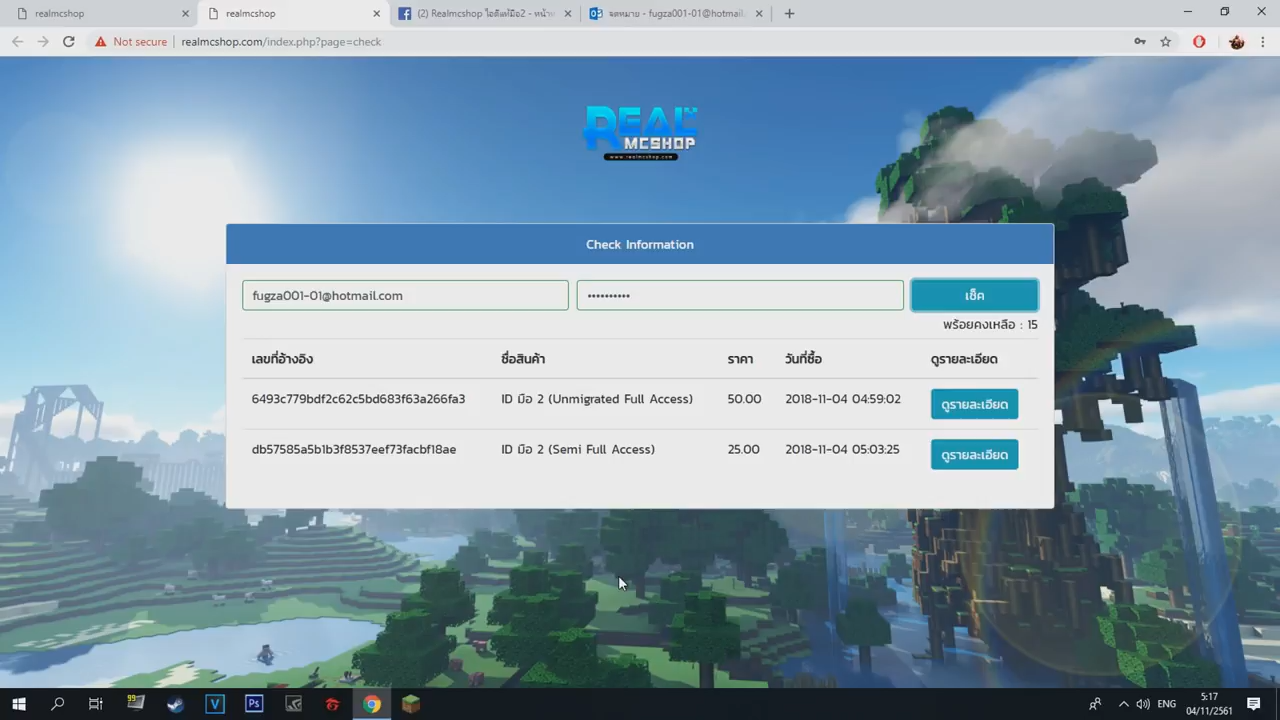 realmcshop
realmcshop
(2) Realmcshop ไอดีแท้มือ2 - หน้าห
จดหมาย - fugza001-01@hotmail.
Not secure
realmcshop.com/index.php?page=check
REAL
MCSHOP
www.realmcshop.com
Check Information
fugza001-01@hotmail.com
••••••••••
เช็ค
พร้อยคงเหลือ : 15
เลขที่อ้างอิง ชื่อสินค้า ราคา วันที่ซื้อ ดูรายละเอียด
6493c779bdf2c62c5bd683f63a266fa3 ID มือ 2 (Unmigrated Full Access) 50.00 2018-11-04 04:59:02 ดูรายละเอียด
db57585a5b1b3f8537eef73facbf18ae ID มือ 2 (Semi Full Access) 25.00 2018-11-04 05:03:25 ดูรายละเอียด
99
V
Ps
ENG
5:17
04/11/2561